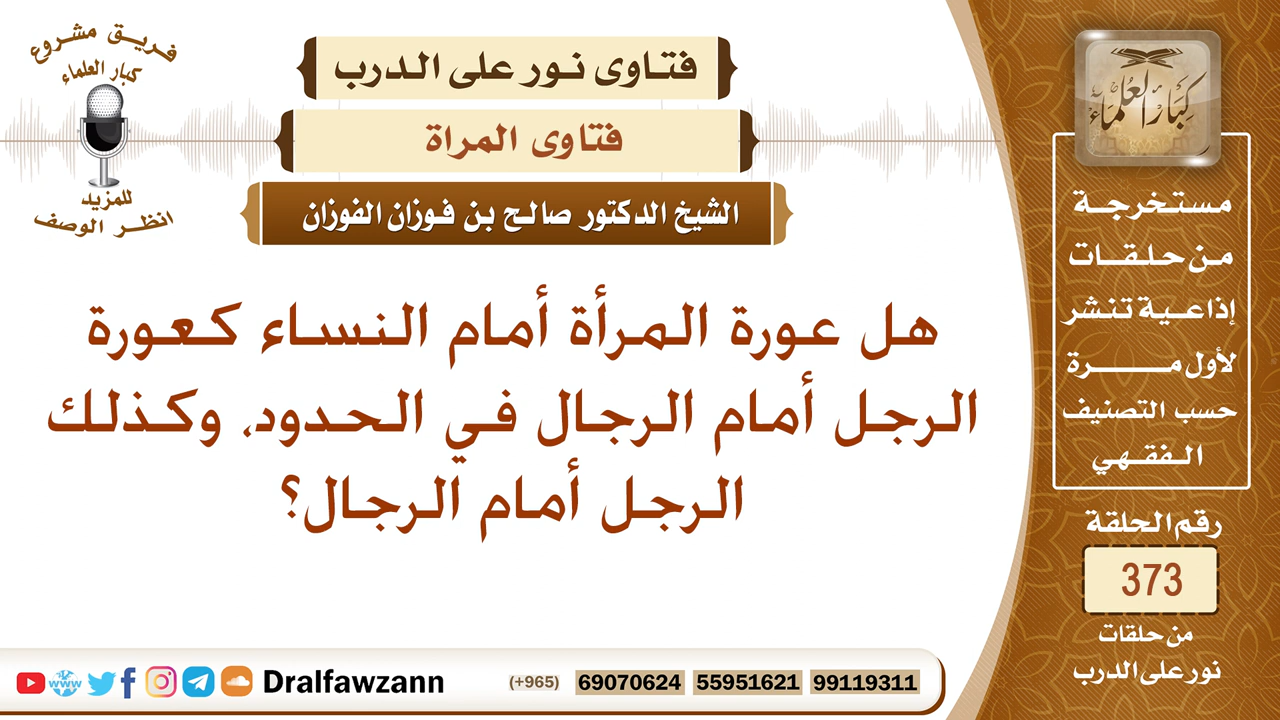 فريق مشروع
كبار العلماء
للمزيد
انظر الوصف
فتاوى نور على الدرب
فتاوى المراة
الشيخ الدكتور صالح بن فوزان الفوزان
هل عورة المرأة أمام النساء كعورة
الرجل أمام الرجال في الحدود، وكذلك
الرجل أمام الرجال؟
كبار العلماء
مستخرجة
من حلقات
إذاعية تنشر
لأول مرة
حسب التصنيف
الفقهي
رقم الحلقة
373
من حلقات
نور على الدرب
www
Dralfawzann
(+965) 69070624 55951621 99119311